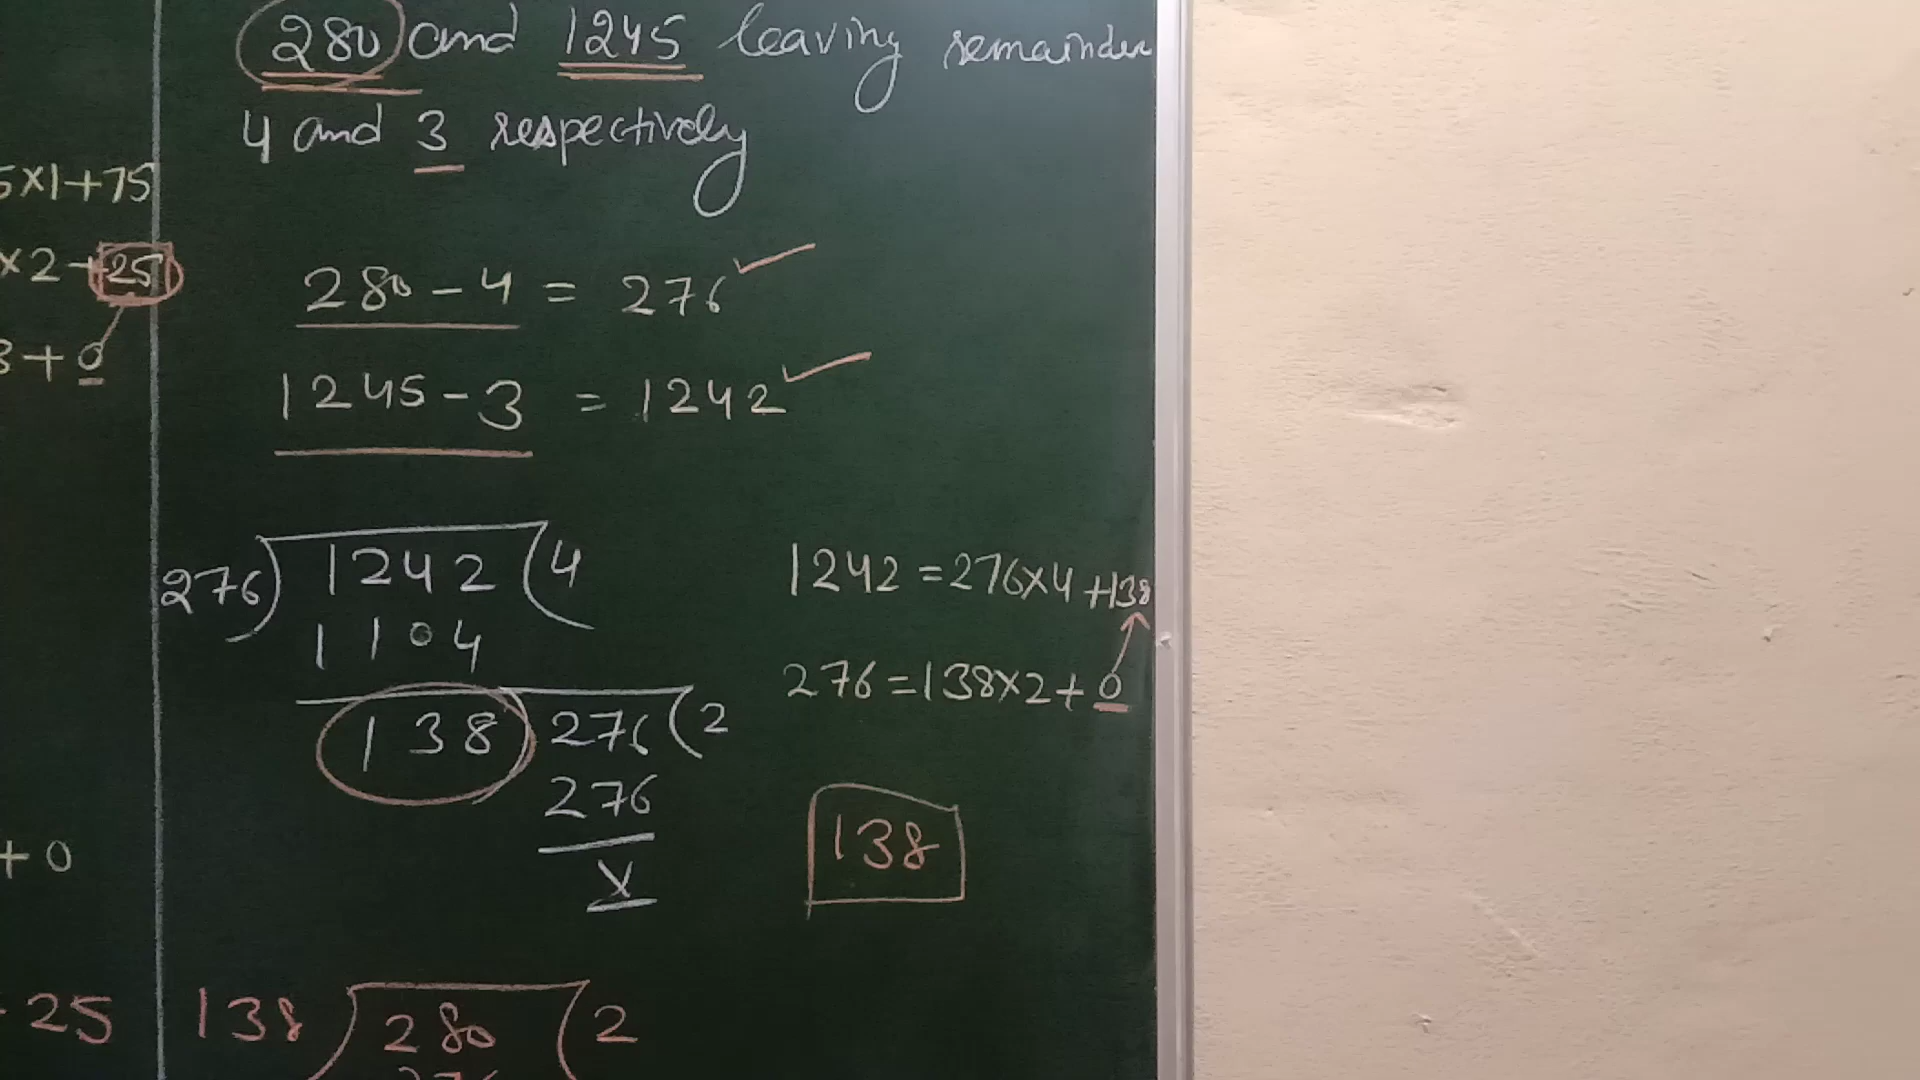 280 and 1245 leaving remainder
4 and 3 respectively
5×1+75
×2+25
3+0
280-4 = 276
1245-3 = 1242
276) 1242 (4
1104
138) 276 (2
276
x
1242 = 276×4+138
276 = 138×2+0
138
+0
25
138) 280 (2
276